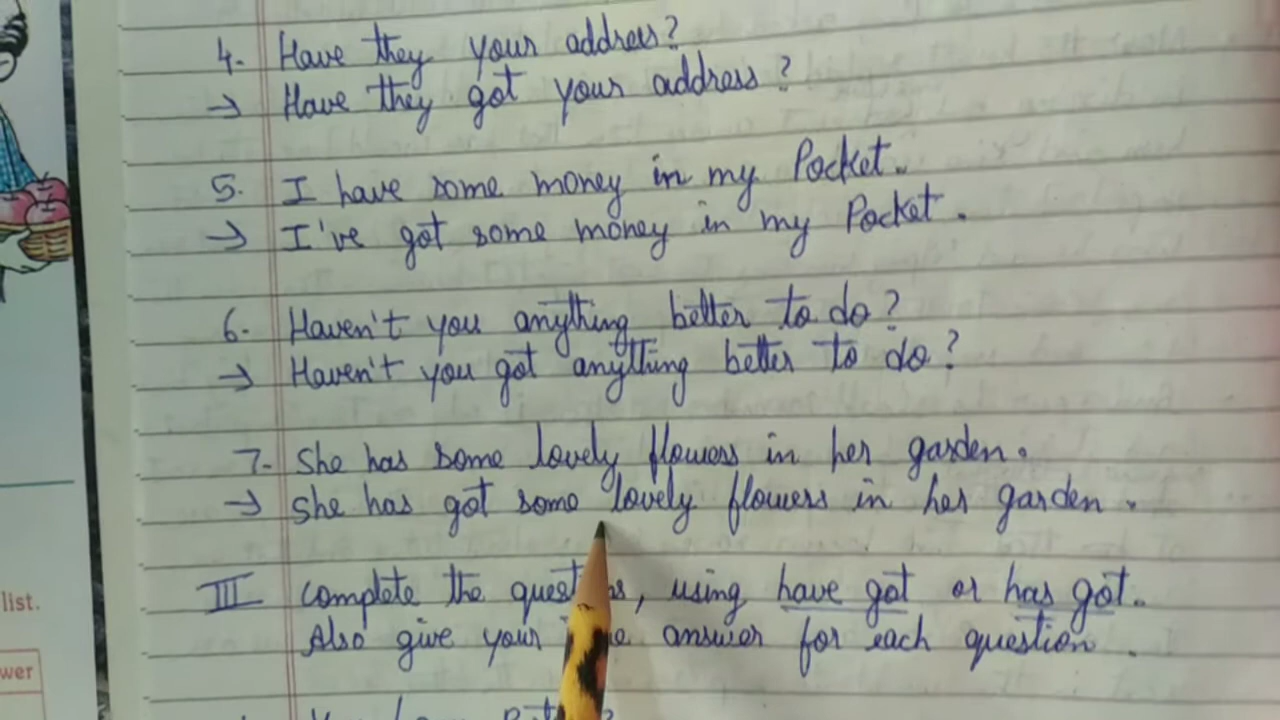 4. Have they your address?
→ Have they got your address?
5. I have some money in my Pocket.
→ I've got some money in my Pocket.
6. Haven't you anything better to do?
→ Haven't you got anything better to do?
7. She has some lovely flowers in her garden.
→ She has got some lovely flowers in her garden.
III Complete the , using have got or has got.
Also give your answer for each question.
list.
wer